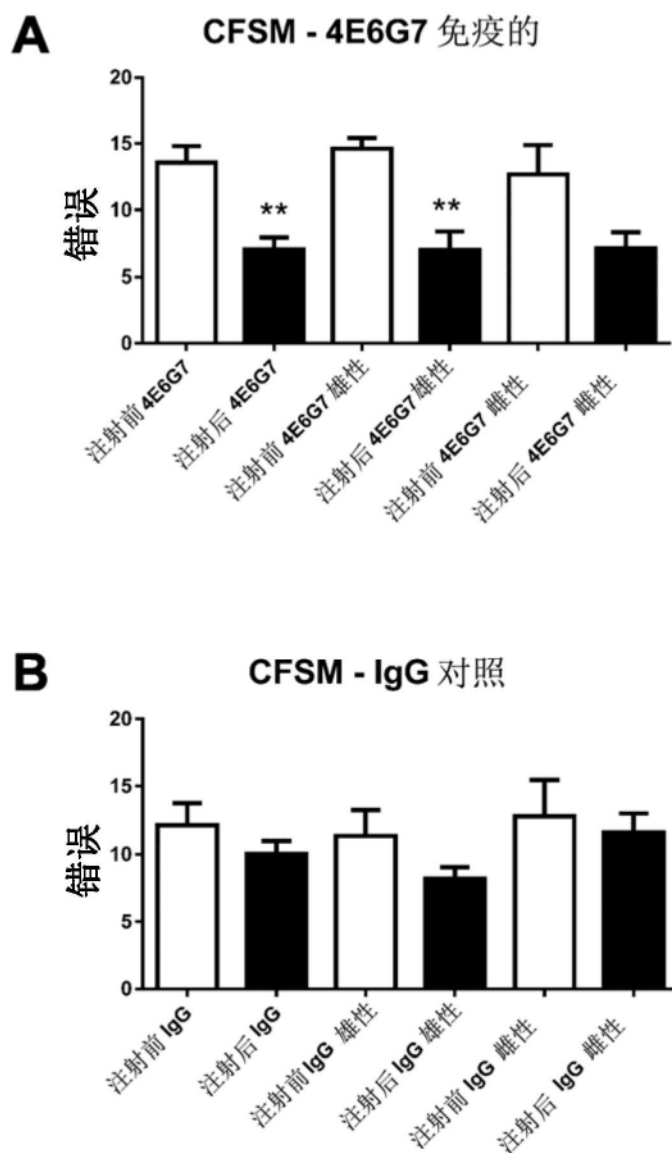 A
CFSM - 4E6G7 免疫的
错误
20
15
10
5
0
**
**
注射前 4E6G7
注射后 4E6G7
注射前 4E6G7 雄性
注射后 4E6G7 雄性
注射前 4E6G7 雌性
注射后 4E6G7 雌性
B
CFSM - IgG 对照
错误
20
15
10
5
0
注射前 IgG
注射后 IgG
注射前 IgG 雄性
注射后 IgG 雄性
注射前 IgG 雌性
注射后 IgG 雌性